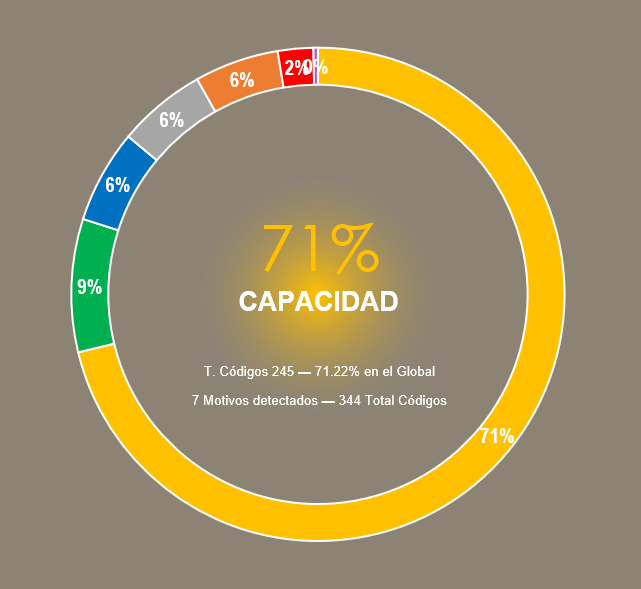 2%
0%
6%
6%
6%
71%
9%
CAPACIDAD
T. Códigos 245 — 71.22% en el Global
7 Motivos detectados — 344 Total Códigos
71%